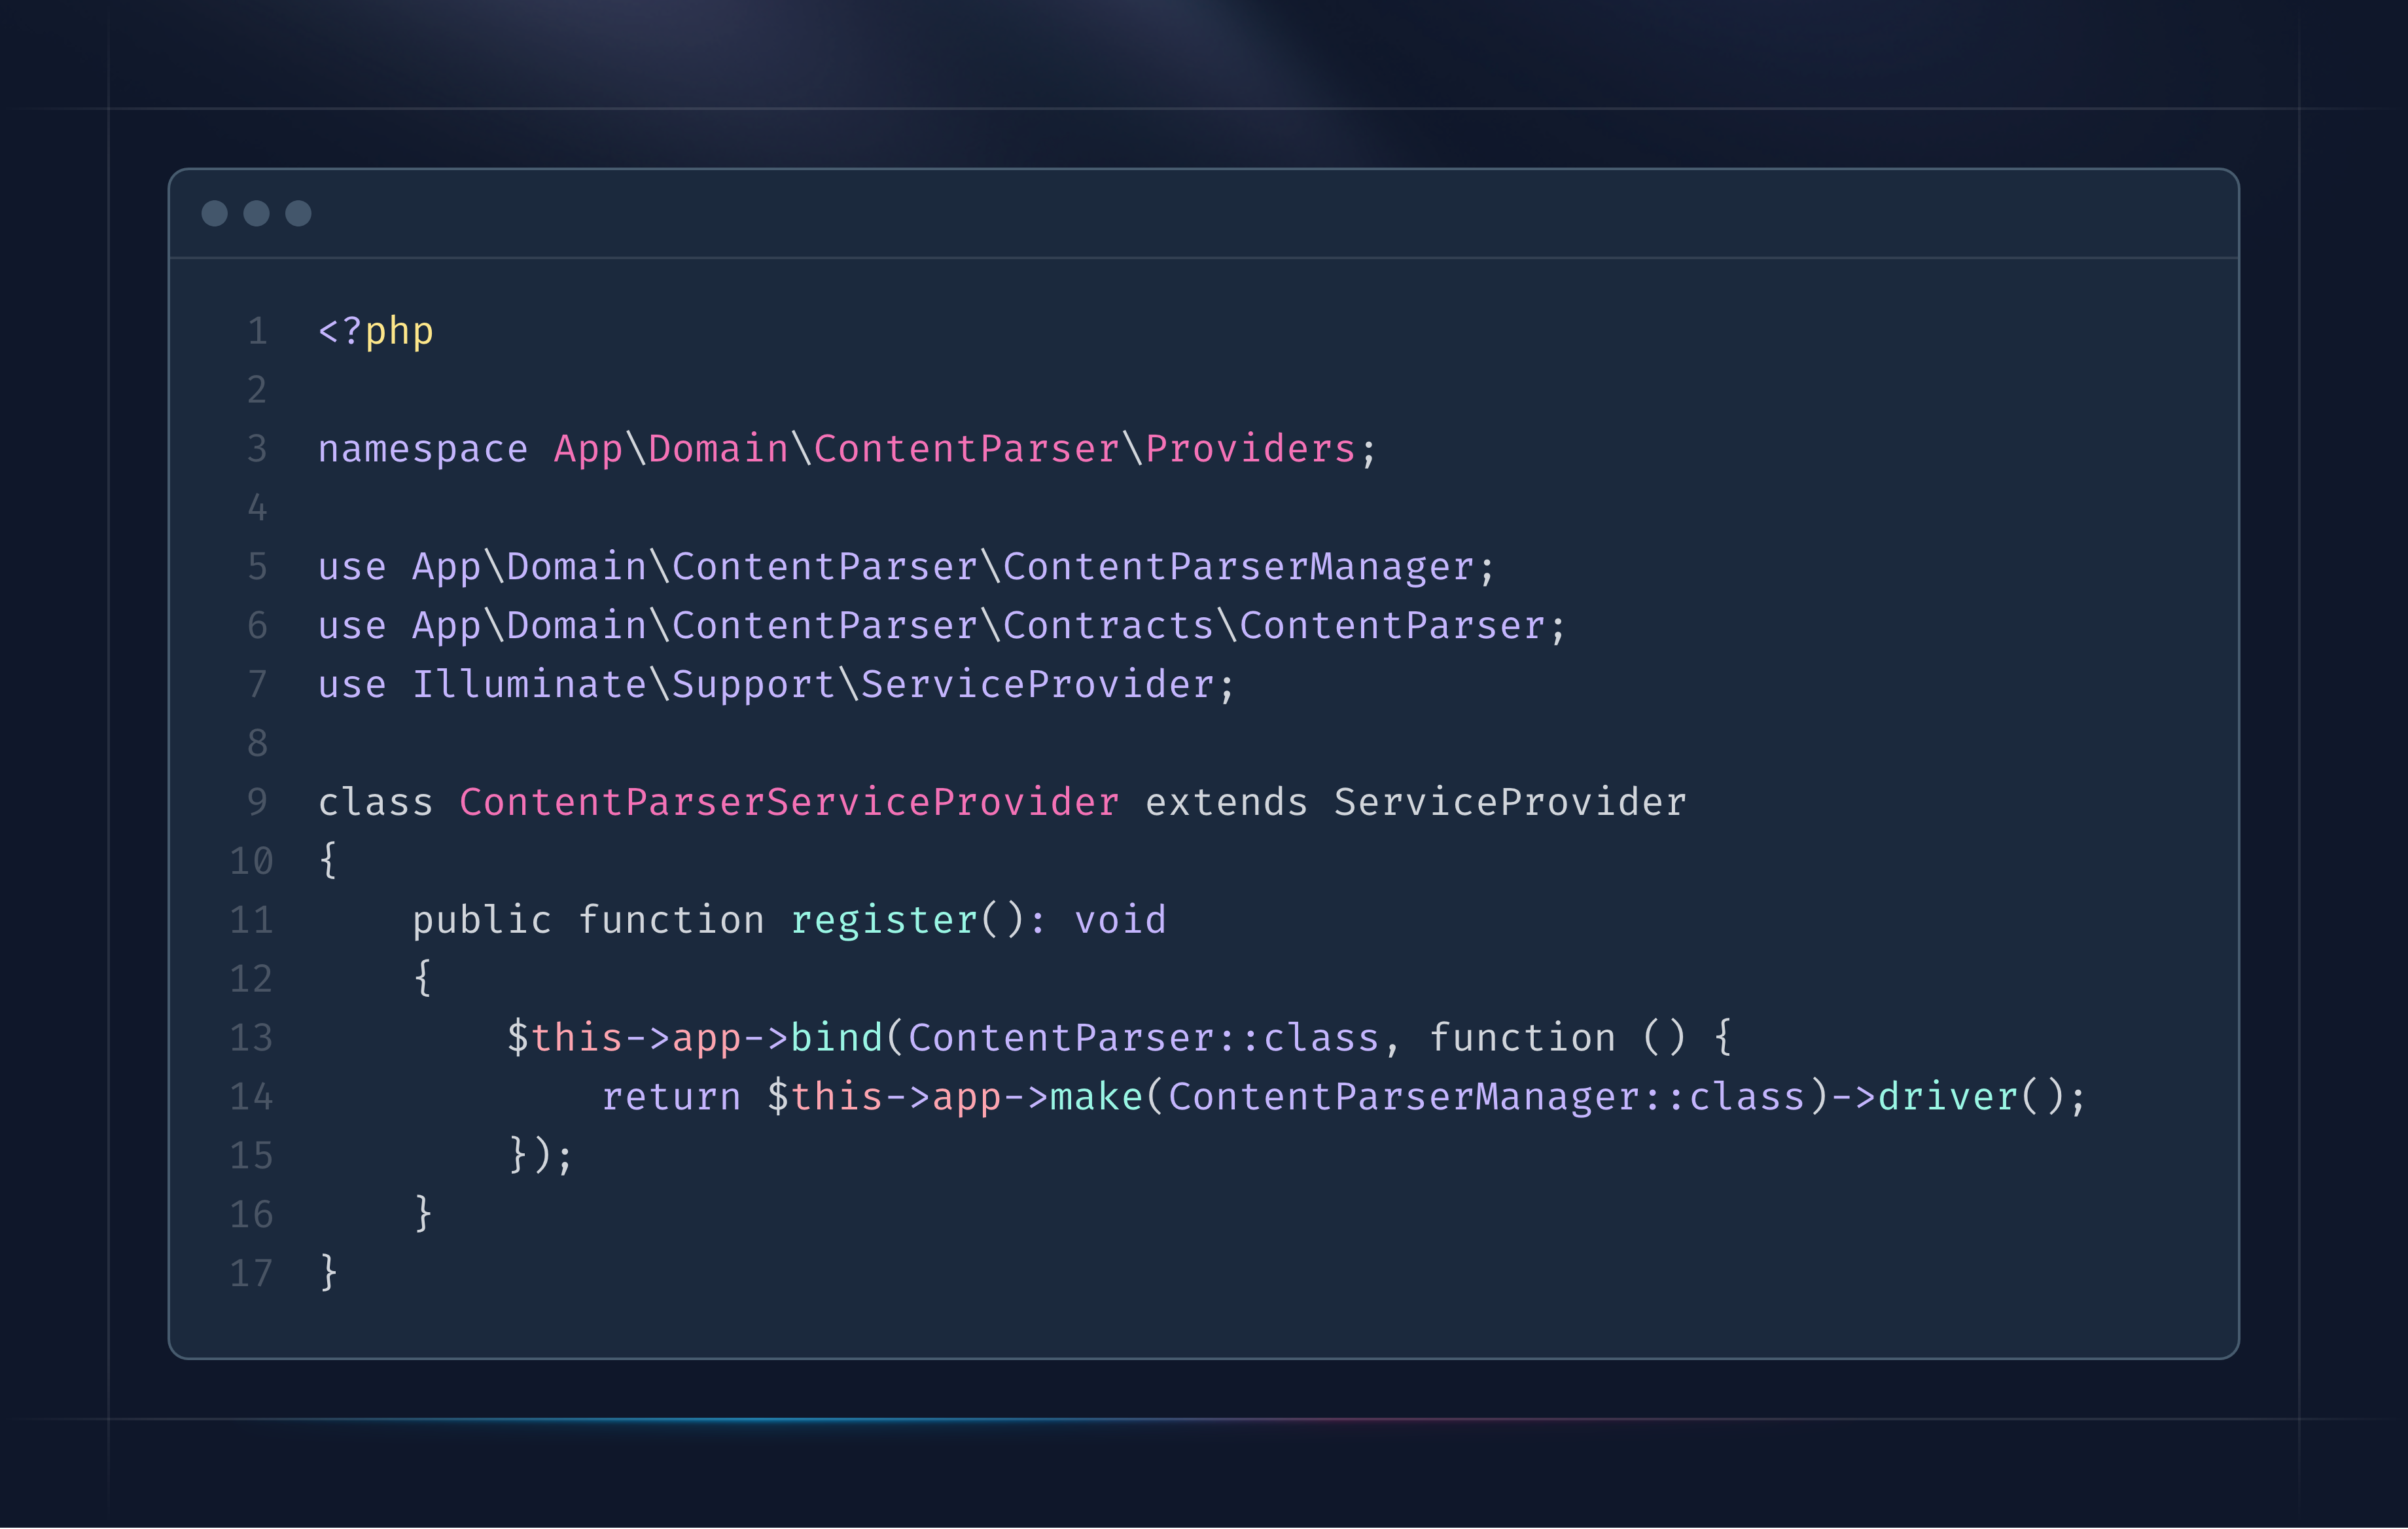 1 <?php
2
3 namespace App\Domain\ContentParser\Providers;
4
5 use App\Domain\ContentParser\ContentParserManager;
6 use App\Domain\ContentParser\Contracts\ContentParser;
7 use Illuminate\Support\ServiceProvider;
8
9 class ContentParserServiceProvider extends ServiceProvider
10 {
11     public function register(): void
12     {
13         $this->app->bind(ContentParser::class, function () {
14             return $this->app->make(ContentParserManager::class)->driver();
15         });
16     }
17 }